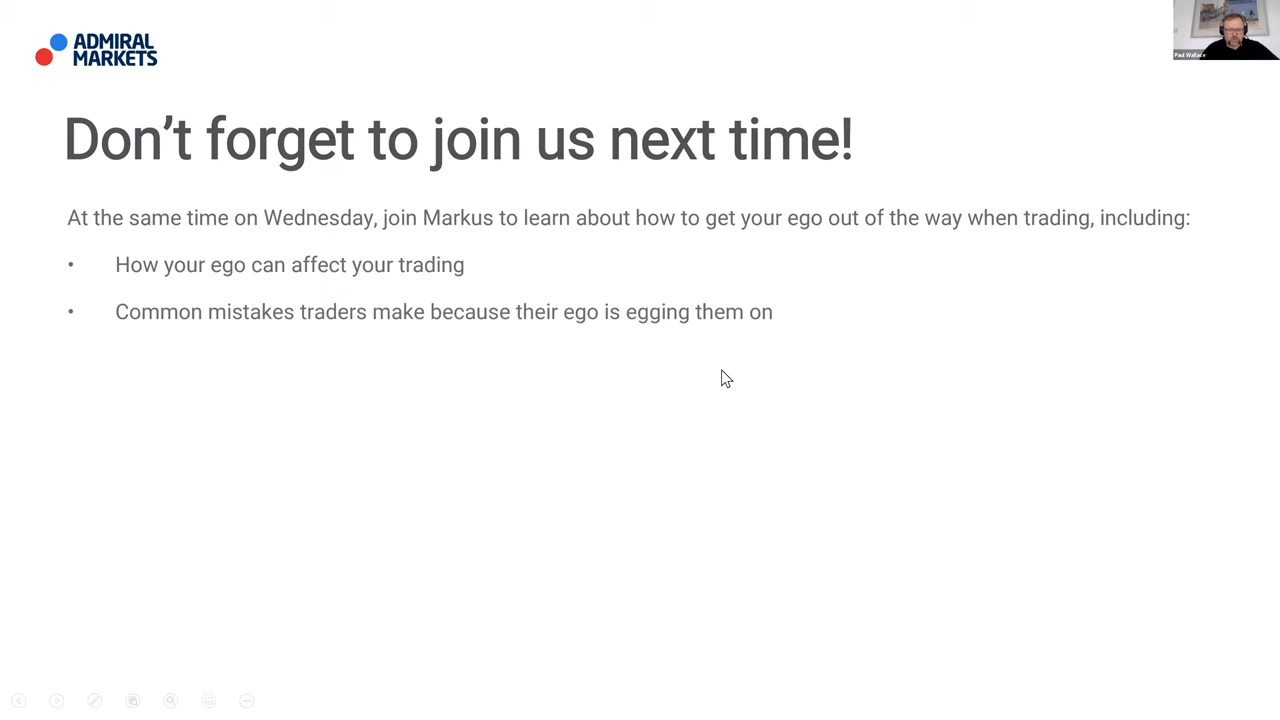 ADMIRAL
MARKETS
Paul Wallace
Don't forget to join us next time!
At the same time on Wednesday, join Markus to learn about how to get your ego out of the way when trading, including:
• How your ego can affect your trading
• Common mistakes traders make because their ego is egging them on